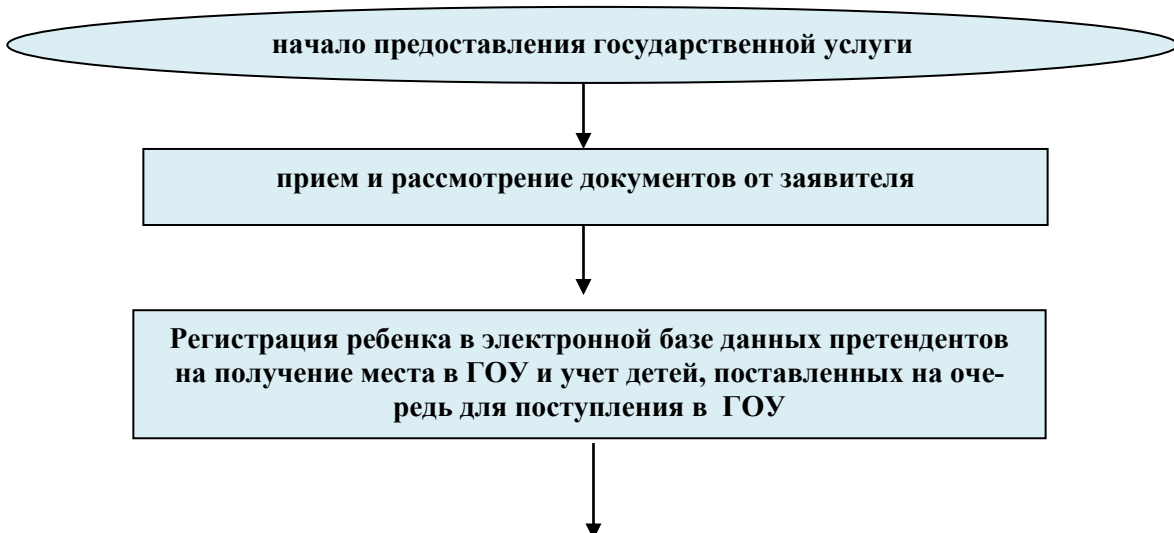 начало предоставления государственной услуги
прием и рассмотрение документов от заявителя
Регистрация ребенка в электронной базе данных претендентов
на получение места в ГОУ и учет детей, поставленных на оче-
редь для поступления в ГОУ